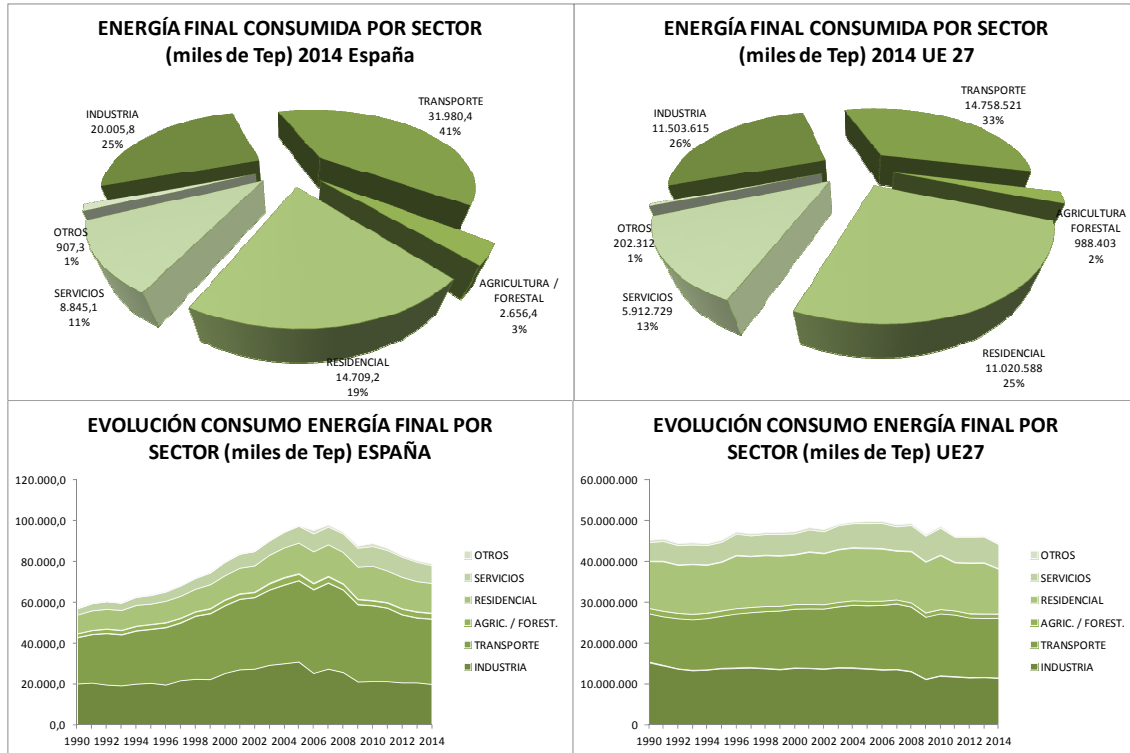 ENERGÍA FINAL CONSUMIDA POR SECTOR
(miles de Tep) 2014 España
INDUSTRIA
20.005,8
25%
TRANSPORTE
31.980,4
41%
OTROS
907,3
1%
SERVICIOS
8.845,1
11%
AGRICULTURA /
FORESTAL
2.656,4
3%
RESIDENCIAL
14.709,2
19%
ENERGÍA FINAL CONSUMIDA POR SECTOR
(miles de Tep) 2014 UE 27
INDUSTRIA
11.503.615
26%
TRANSPORTE
14.758.521
33%
OTROS
202.312
1%
SERVICIOS
5.912.729
13%
AGRICULTURA
FORESTAL
988.403
2%
RESIDENCIAL
11.020.588
25%
EVOLUCIÓN CONSUMO ENERGÍA FINAL POR
SECTOR (miles de Tep) ESPAÑA
120.000,0
100.000,0
80.000,0
60.000,0
40.000,0
20.000,0
0,0
1990 1992 1994 1996 1998 2000 2002 2004 2006 2008 2010 2012 2014
OTROS
SERVICIOS
RESIDENCIAL
AGRIC. / FOREST.
TRANSPORTE
INDUSTRIA
EVOLUCIÓN CONSUMO ENERGÍA FINAL POR
SECTOR (miles de Tep) UE27
60.000.000
50.000.000
40.000.000
30.000.000
20.000.000
10.000.000
0
1990 1992 1994 1996 1998 2000 2002 2004 2006 2008 2010 2012 2014
OTROS
SERVICIOS
RESIDENCIAL
AGRIC. / FOREST.
TRANSPORTE
INDUSTRIA